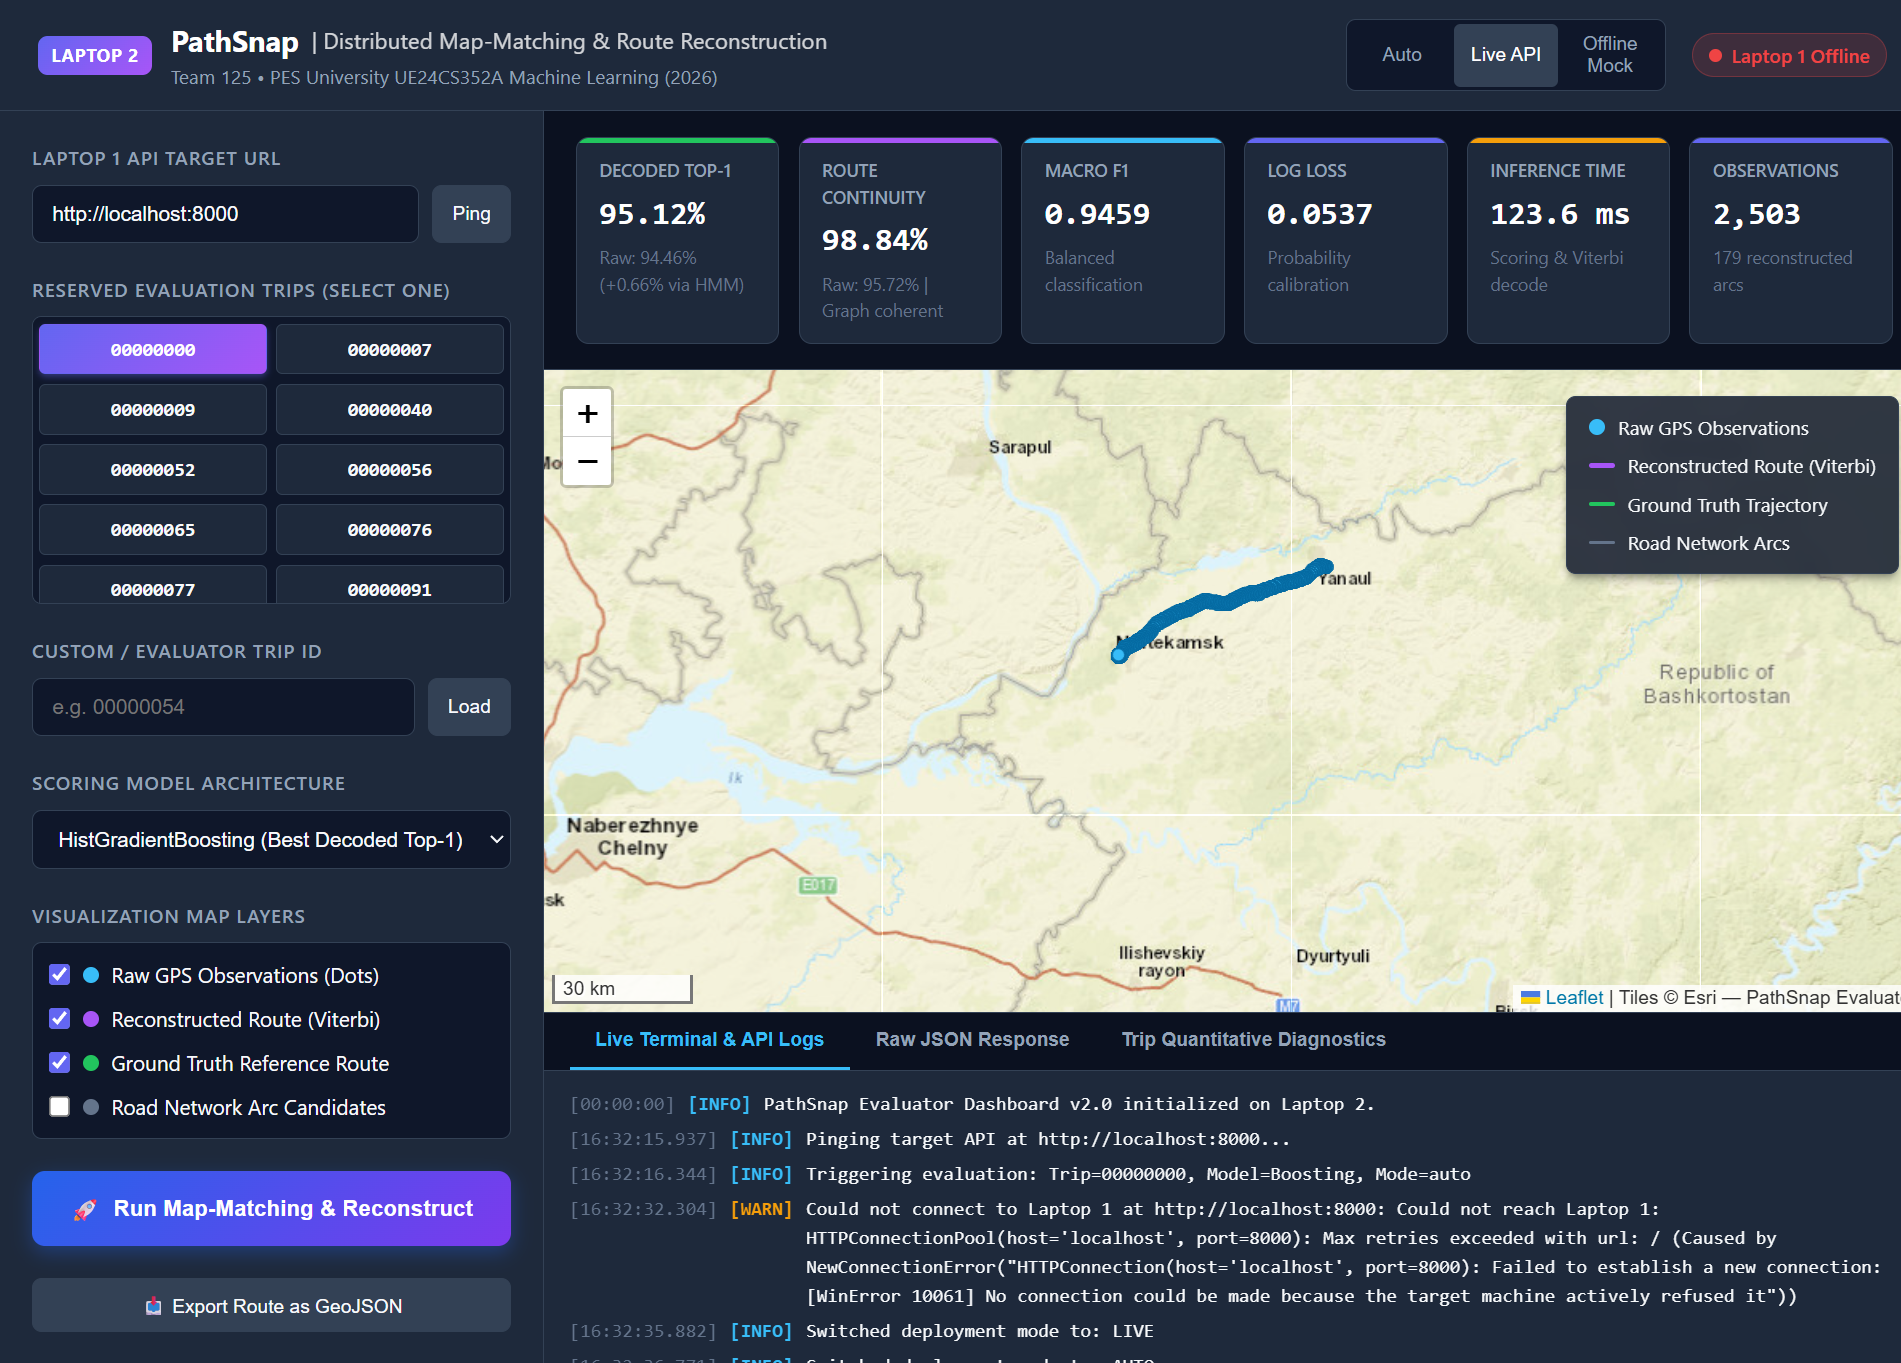 LAPTOP 2
PathSnap | Distributed Map-Matching & Route Reconstruction
Team 125 • PES University UE24CS352A Machine Learning (2026)
Auto
Live API
Offline
Mock
Laptop 1 Offline
LAPTOP 1 API TARGET URL
http://localhost:8000
Ping
RESERVED EVALUATION TRIPS (SELECT ONE)
00000000
00000007
00000009
00000040
00000052
00000056
00000065
00000076
00000077
00000091
CUSTOM / EVALUATOR TRIP ID
e.g. 00000054
Load
SCORING MODEL ARCHITECTURE
HistGradientBoosting (Best Decoded Top-1)
VISUALIZATION MAP LAYERS
Raw GPS Observations (Dots)
Reconstructed Route (Viterbi)
Ground Truth Reference Route
Road Network Arc Candidates
Run Map-Matching & Reconstruct
Export Route as GeoJSON
DECODED TOP-1
95.12%
Raw: 94.46%
(+0.66% via HMM)
ROUTE
CONTINUITY
98.84%
Raw: 95.72% |
Graph coherent
MACRO F1
0.9459
Balanced
classification
LOG LOSS
0.0537
Probability
calibration
INFERENCE TIME
123.6 ms
Scoring & Viterbi
decode
OBSERVATIONS
2,503
179 reconstructed
arcs
+
−
Sarapul
Yanaul
Republic of
Bashkortostan
Ik
Naberezhnye
Chelny
E017
sk
Ilishevskiy
rayon
Dyurtyuli
M7
30 km
Raw GPS Observations
Reconstructed Route (Viterbi)
Ground Truth Trajectory
Road Network Arcs
Leaflet | Tiles © Esri — PathSnap Evaluat
Live Terminal & API Logs
Raw JSON Response
Trip Quantitative Diagnostics
[00:00:00] [INFO] PathSnap Evaluator Dashboard v2.0 initialized on Laptop 2.
[16:32:15.937] [INFO] Pinging target API at http://localhost:8000...
[16:32:16.344] [INFO] Triggering evaluation: Trip=00000000, Model=Boosting, Mode=auto
[16:32:32.304] [WARN] Could not connect to Laptop 1 at http://localhost:8000: Could not reach Laptop 1:
HTTPConnectionPool(host='localhost', port=8000): Max retries exceeded with url: / (Caused by
NewConnectionError("HTTPConnection(host='localhost', port=8000): Failed to establish a new connection:
[WinError 10061] No connection could be made because the target machine actively refused it"))
[16:32:35.882] [INFO] Switched deployment mode to: LIVE